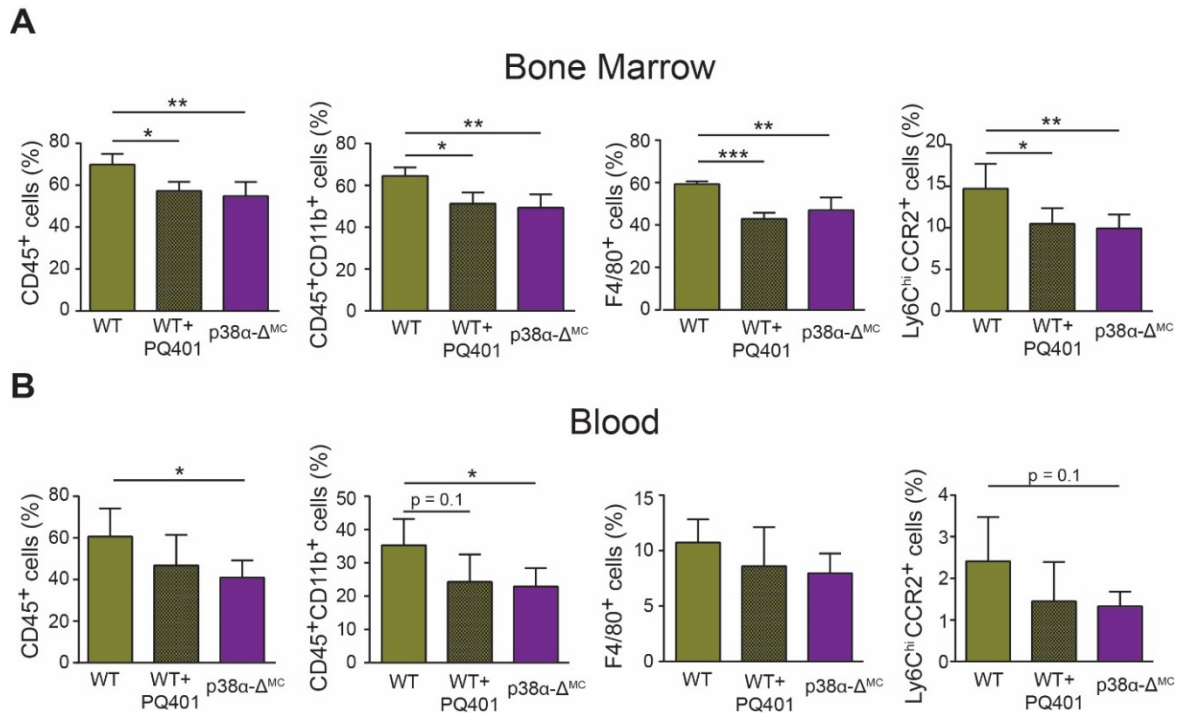 A
Bone Marrow
CD45⁺ cells (%)
80
60
40
20
0
**
*
WT
WT+
PQ401
p38α-Δᴹᶜ
CD45⁺CD11b⁺ cells (%)
80
60
40
20
0
**
*
WT
WT+
PQ401
p38α-Δᴹᶜ
F4/80⁺ cells (%)
80
60
40
20
0
**
***
WT
WT+
PQ401
p38α-Δᴹᶜ
Ly6Cʰⁱ CCR2⁺ cells (%)
20
15
10
5
0
**
*
WT
WT+
PQ401
p38α-Δᴹᶜ
B
Blood
CD45⁺ cells (%)
80
60
40
20
0
*
WT
WT+
PQ401
p38α-Δᴹᶜ
CD45⁺CD11b⁺ cells (%)
50
40
30
20
10
0
*
p = 0.1
WT
WT+
PQ401
p38α-Δᴹᶜ
F4/80⁺ cells (%)
15
10
5
0
WT
WT+
PQ401
p38α-Δᴹᶜ
Ly6Cʰⁱ CCR2⁺ cells (%)
4
3
2
1
0
p = 0.1
WT
WT+
PQ401
p38α-Δᴹᶜ